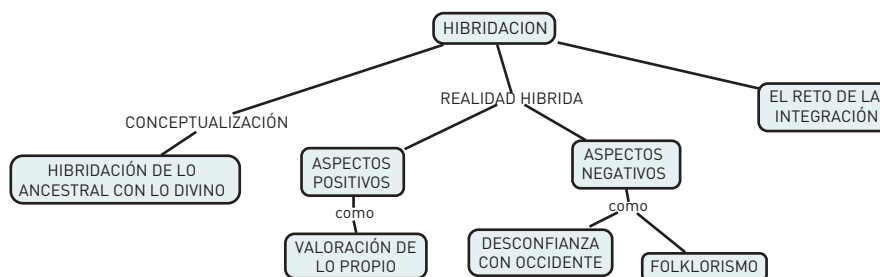 HIBRIDACION
CONCEPTUALIZACIÓN
REALIDAD HIBRIDA
EL RETO DE LA
INTEGRACIÓN
HIBRIDACIÓN DE LO
ANCESTRAL CON LO DIVINO
ASPECTOS
POSITIVOS
ASPECTOS
NEGATIVOS
como
como
VALORACIÓN DE
LO PROPIO
DESCONFIANZA
CON OCCIDENTE
FOLKLORISMO